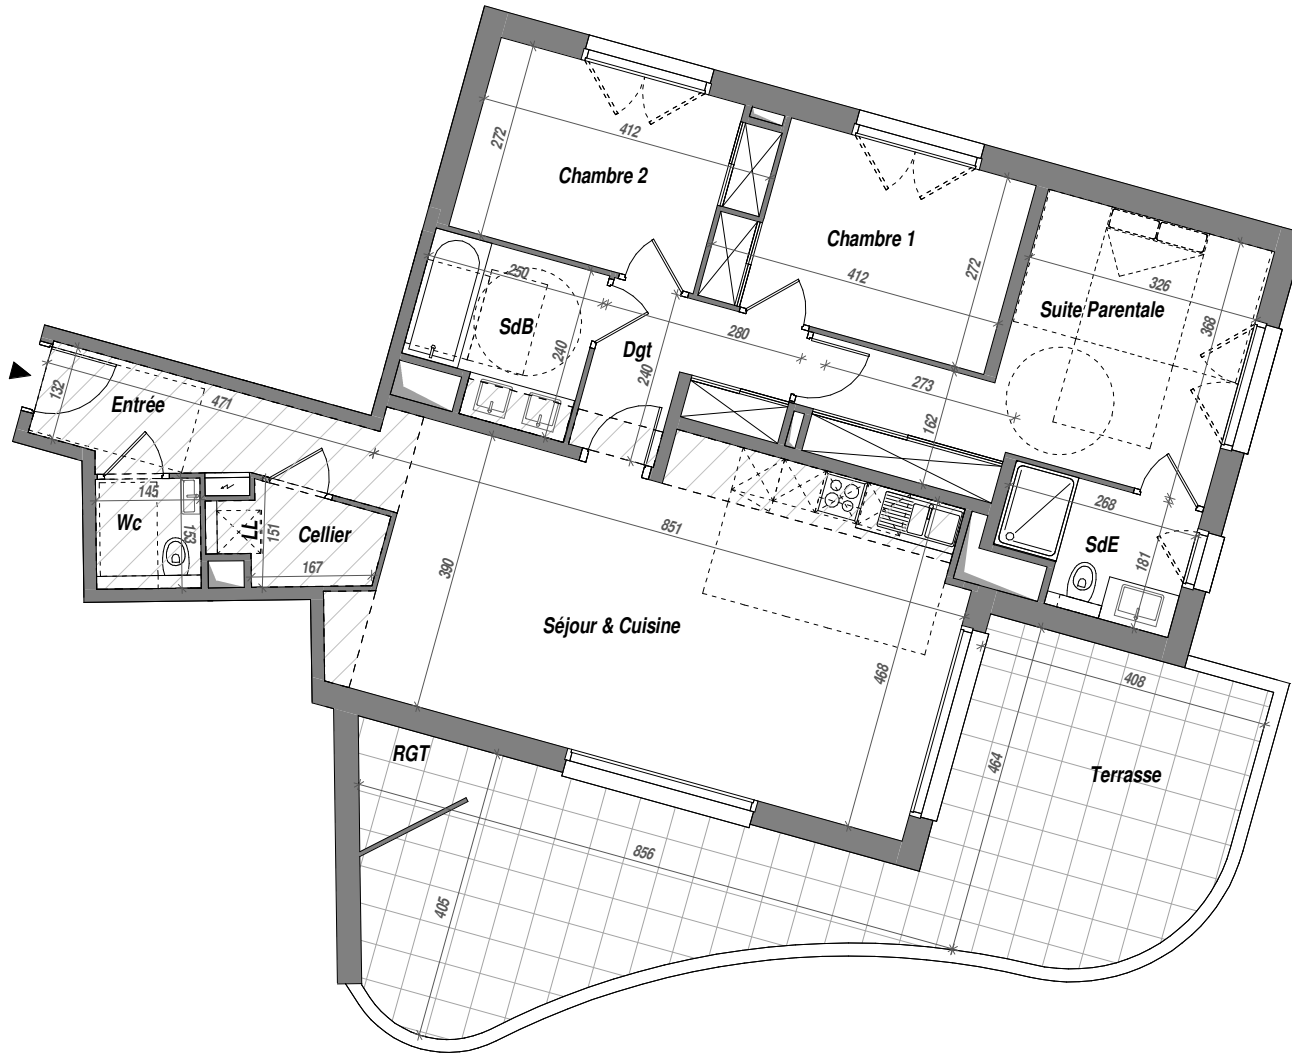 412
272
Chambre 2
Chambre 1
412
272
326
368
Suite Parentale
250
SdB
240
280
Dgt
240
273
162
132
Entrée
471
145
Wc
153
LL
151
Cellier
167
390
851
268
SdE
181
Séjour & Cuisine
468
408
464
Terrasse
RGT
856
405